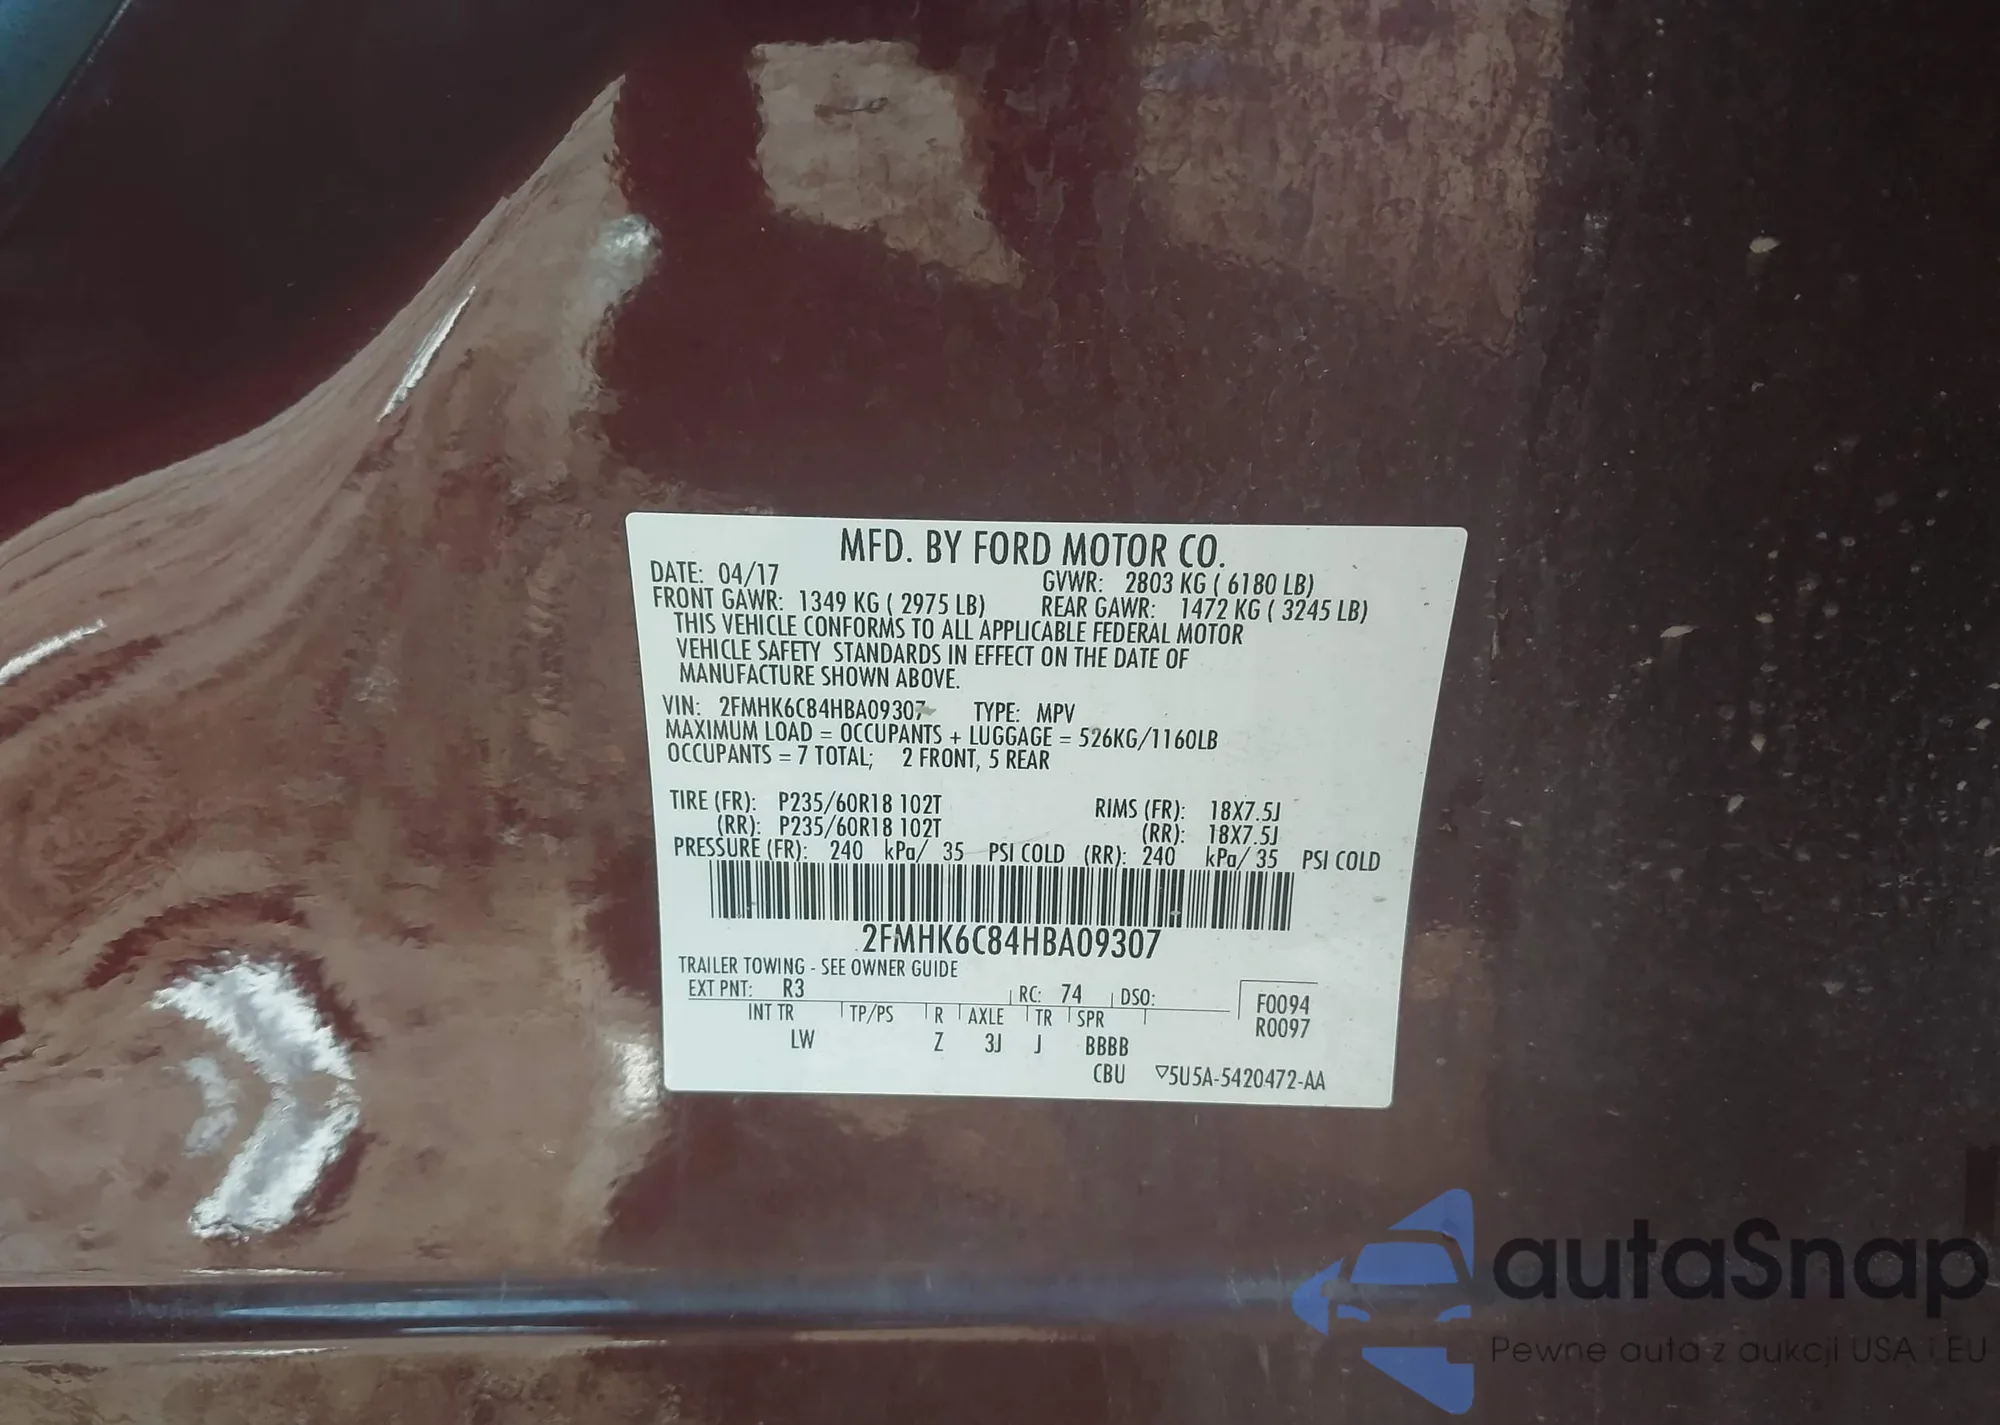 MFD. BY FORD MOTOR CO.
DATE: 04/17 GVWR: 2803 KG ( 6180 LB)
FRONT GAWR: 1349 KG ( 2975 LB) REAR GAWR: 1472 KG ( 3245 LB)
THIS VEHICLE CONFORMS TO ALL APPLICABLE FEDERAL MOTOR
VEHICLE SAFETY STANDARDS IN EFFECT ON THE DATE OF
MANUFACTURE SHOWN ABOVE.
VIN: 2FMHK6C84HBA09307 TYPE: MPV
MAXIMUM LOAD = OCCUPANTS + LUGGAGE = 526KG/1160LB
OCCUPANTS = 7 TOTAL; 2 FRONT, 5 REAR
TIRE (FR): P235/60R18 102T RIMS (FR): 18X7.5J
(RR): P235/60R18 102T (RR): 18X7.5J
PRESSURE (FR): 240 kPa/ 35 PSI COLD (RR): 240 kPa/ 35 PSI COLD
2FMHK6C84HBA09307
TRAILER TOWING - SEE OWNER GUIDE
EXT PNT: R3 RC: 74 DSO: F0094
INT TR TP/PS R AXLE TR SPR R0097
LW Z 3J J BBBB
CBU ▽5U5A-5420472-AA
autaSnap
Pewne auta z aukcji USA i EU